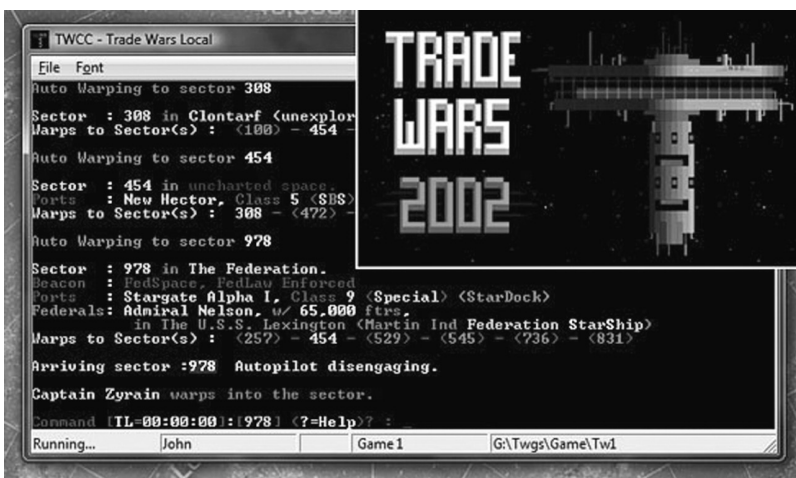 TWCC - Trade Wars Local
File Font
Auto Warping to sector 308
Sector : 308 in Clontarf (unexplor
Warps to Sector(s) : (100) - 454 -
Auto Warping to sector 454
Sector : 454 in uncharted space.
Ports : New Hector, Class 5 (SBS)
Warps to Sector(s) : 308 - (472) -
Auto Warping to sector 978
Sector : 978 in The Federation.
Beacon : FedSpace, FedLaw Enforced
Ports : Stargate Alpha I, Class 9 (Special) (StarDock)
Federals: Admiral Nelson, w/ 65,000 ftrs,
in The U.S.S. Lexington (Martin Ind Federation StarShip)
Warps to Sector(s) : (257) - 454 - (529) - (545) - (736) - (831)
Arriving sector :978 Autopilot disengaging.
Captain Zyrain warps into the sector.
Command [TL=00:00:00]:[978] (?=Help)? : _
Running... John Game 1 G:\Twgs\Game\Tw1
TRADE
WARS
2002